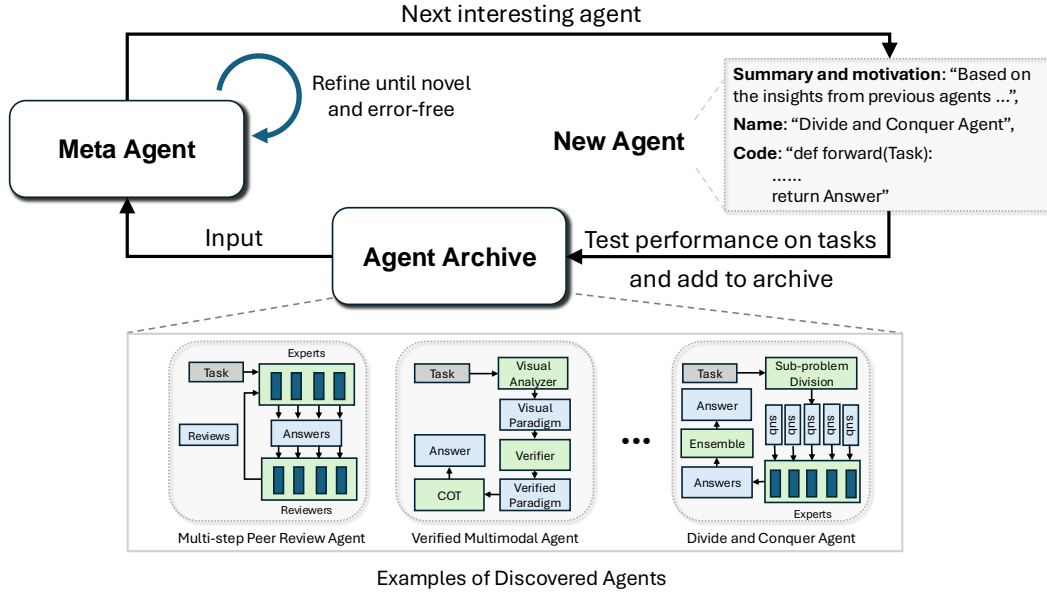 Next interesting agent
Refine until novel
and error-free
Meta Agent
New Agent
Summary and motivation: “Based on
the insights from previous agents ...”,
Name: “Divide and Conquer Agent”,
Code: “def forward(Task):
......
return Answer”
Input
Agent Archive
Test performance on tasks
and add to archive
Experts
Task
Answers
Reviews
Reviewers
Multi-step Peer Review Agent
Task
Visual
Analyzer
Visual
Paradigm
Verifier
Verified
Paradigm
COT
Answer
Verified Multimodal Agent
Task
Sub-problem
Division
sub
sub
sub
sub
sub
Experts
Answers
Ensemble
Answer
Divide and Conquer Agent
Examples of Discovered Agents